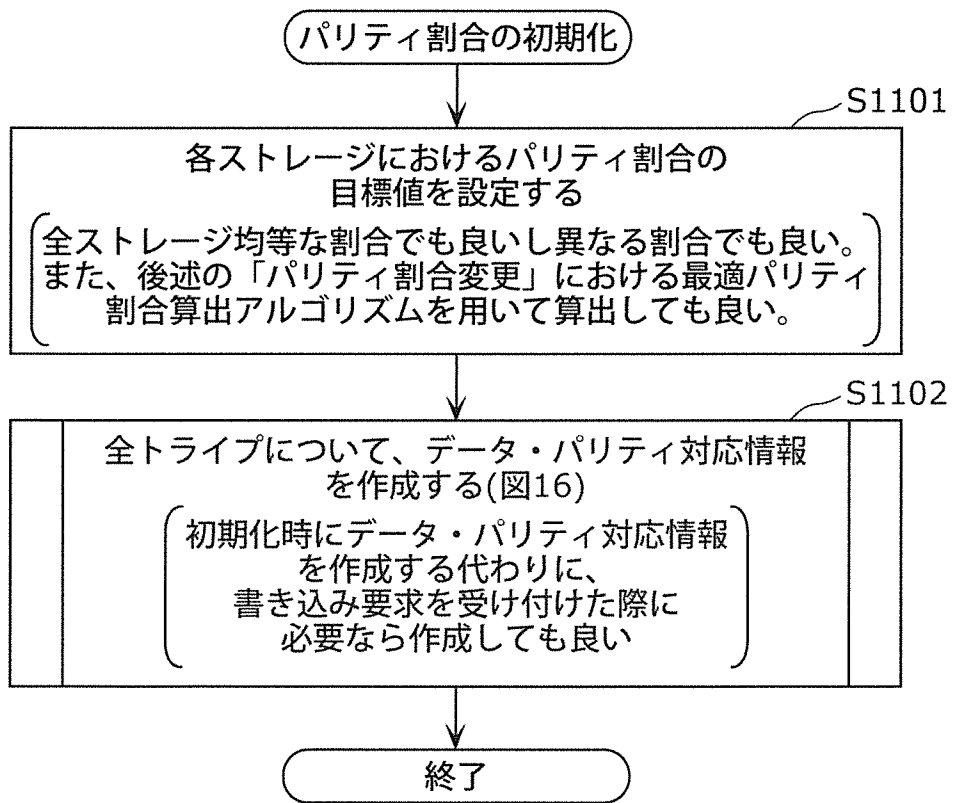 パリティ割合の初期化
S1101
各ストレージにおけるパリティ割合の
目標値を設定する
全ストレージ均等な割合でも良いし異なる割合でも良い。
また、後述の「パリティ割合変更」における最適パリティ
割合算出アルゴリズムを用いて算出しても良い。
S1102
全トライプについて、データ・パリティ対応情報
を作成する(図16)
初期化時にデータ・パリティ対応情報
を作成する代わりに、
書き込み要求を受け付けた際に
必要なら作成しても良い
終了